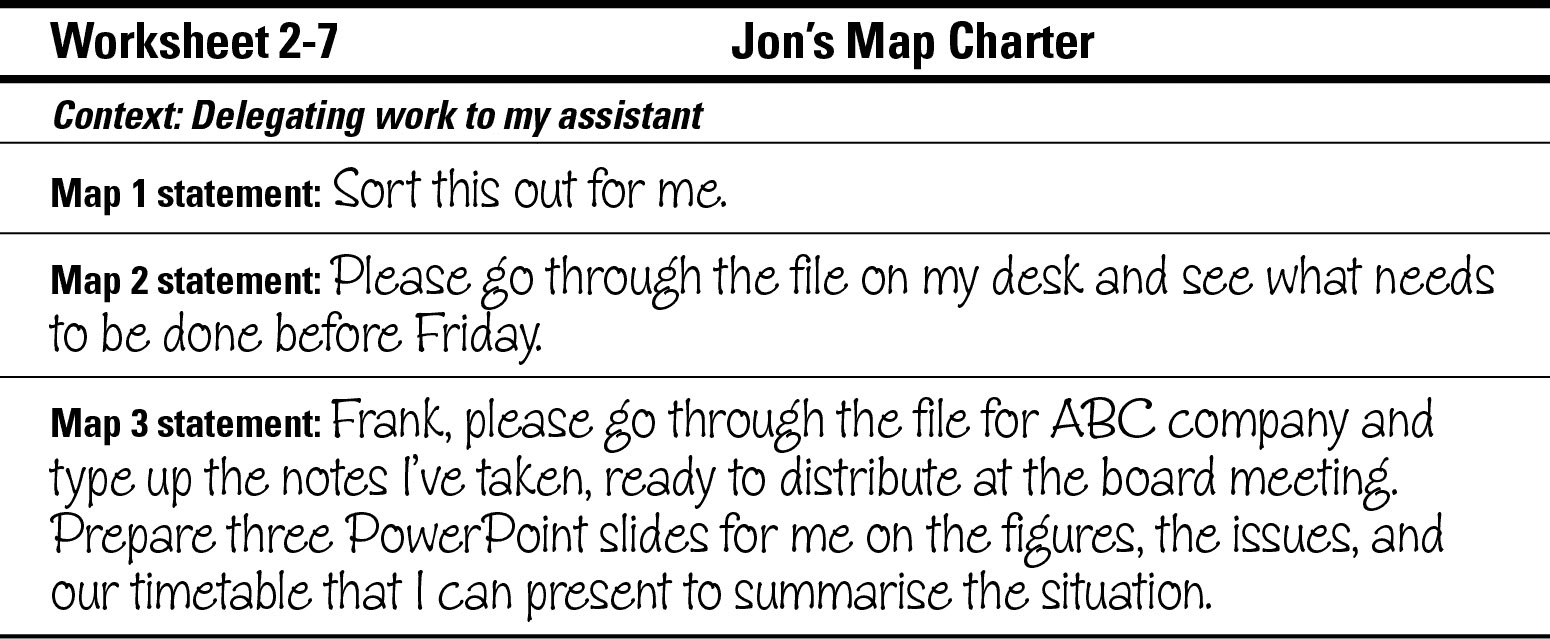 Worksheet 2-7 Jon's Map Charter
Context: Delegating work to my assistant
Map 1 statement: Sort this out for me.
Map 2 statement: Please go through the file on my desk and see what needs
to be done before Friday.
Map 3 statement: Frank, please go through the file for ABC company and
type up the notes I've taken, ready to distribute at the board meeting.
Prepare three PowerPoint slides for me on the figures, the issues, and
our timetable that I can present to summarise the situation.